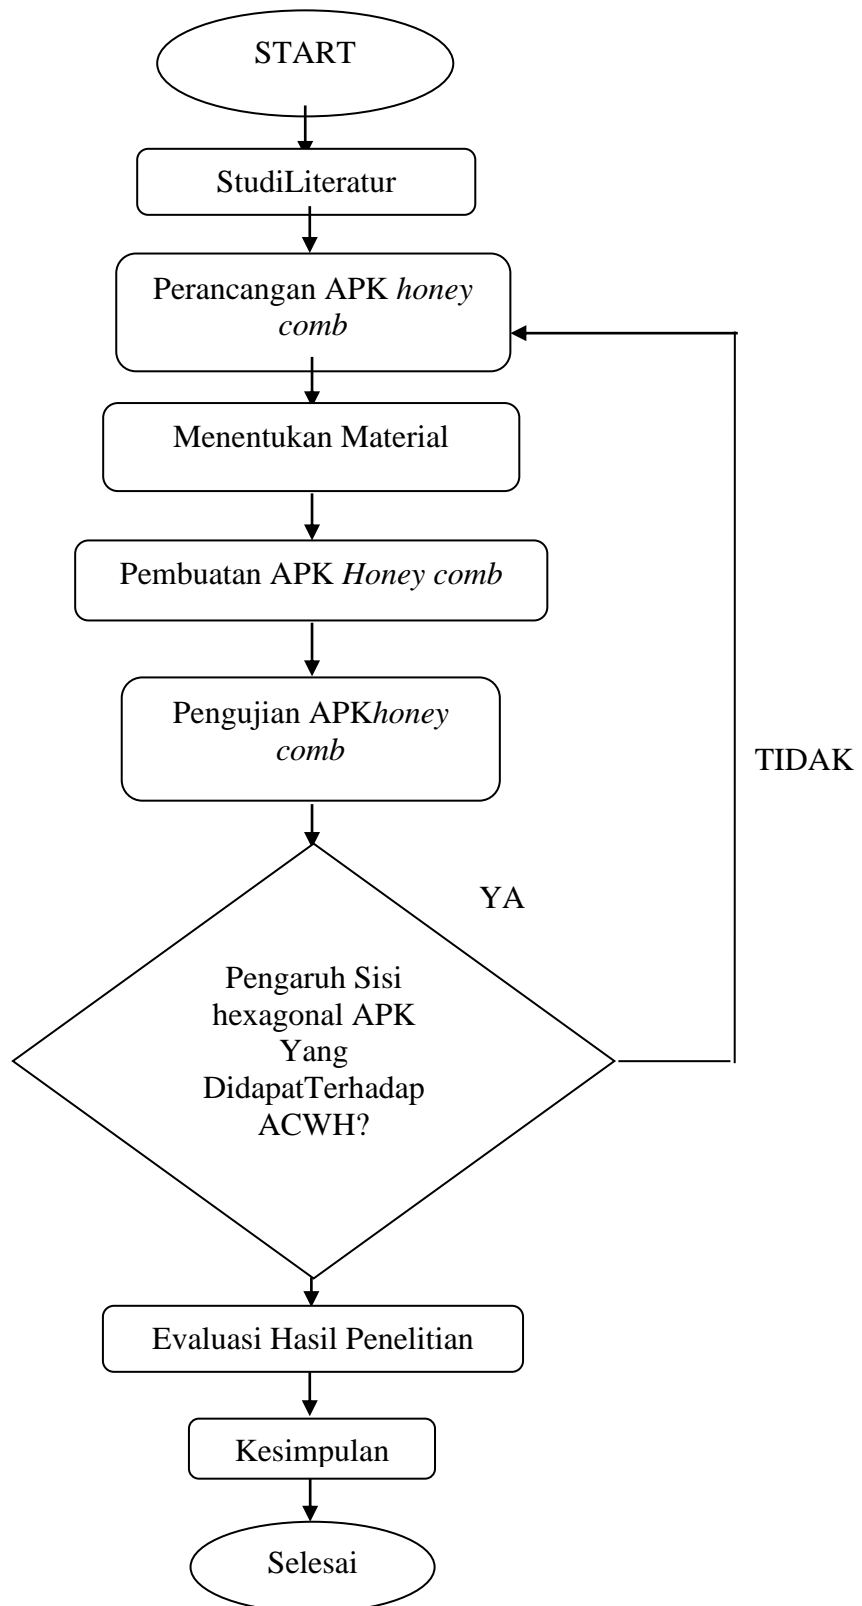 START
StudiLiteratur
Perancangan APK honey
comb
Menentukan Material
Pembuatan APK Honey comb
Pengujian APKhoney
comb
TIDAK
YA
Pengaruh Sisi
hexagonal APK
Yang
DidapatTerhadap
ACWH?
Evaluasi Hasil Penelitian
Kesimpulan
Selesai